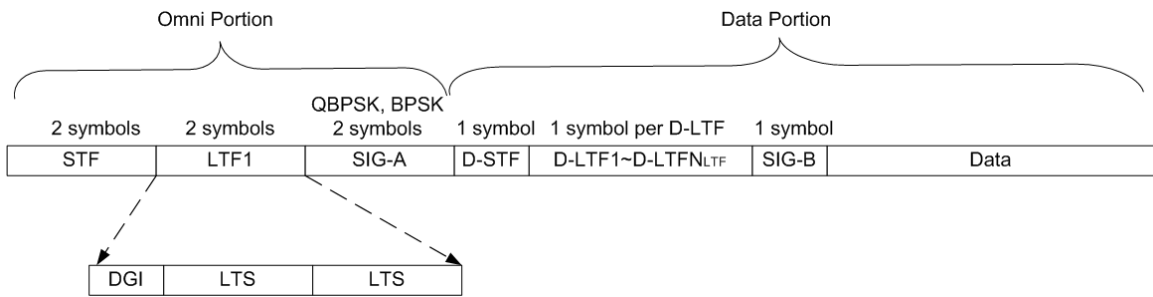 Omni Portion
Data Portion
QBPSK, BPSK
2 symbols
2 symbols
2 symbols
1 symbol
1 symbol per D-LTF
1 symbol
STF
LTF1
SIG-A
D-STF
D-LTF1~D-LTFNLTF
SIG-B
Data
DGI
LTS
LTS